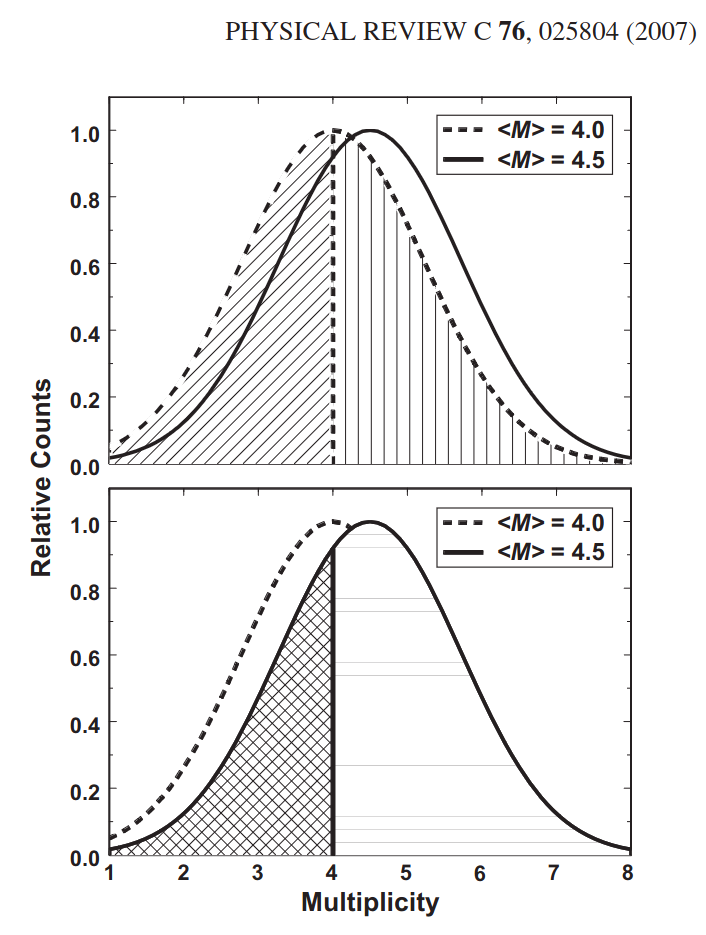 PHYSICAL REVIEW C 76, 025804 (2007)
1.0
<M> = 4.0
<M> = 4.5
0.8
0.6
0.4
0.2
0.0
Relative Counts
1.0
<M> = 4.0
<M> = 4.5
0.8
0.6
0.4
0.2
0.0
1 2 3 4 5 6 7 8
Multiplicity